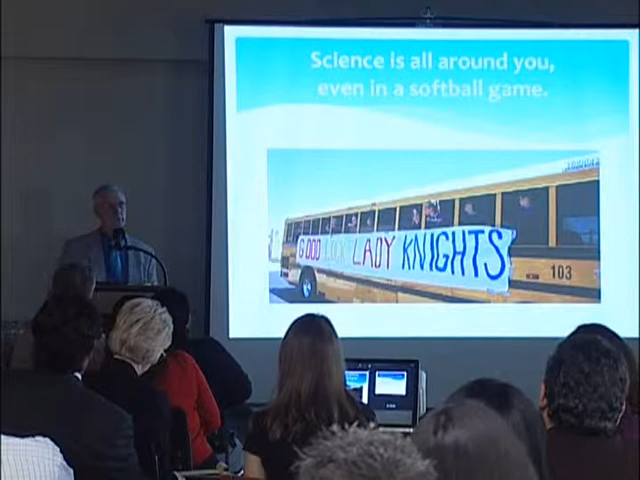 Science is all around you,
even in a softball game.
GOOD LUCK LADY KNIGHTS
103